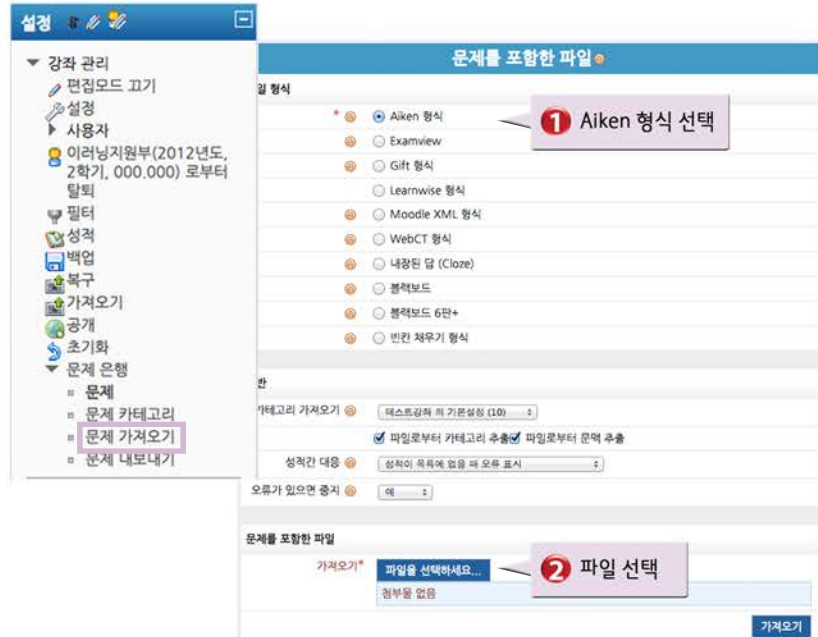 설정
강좌 관리
편집모드 끄기
설정
사용자
이러닝지원부(2012년도,
2학기, 000.000) 로부터
탈퇴
필터
성적
백업
복구
가져오기
공개
초기화
문제 은행
문제
문제 카테고리
문제 가져오기
문제 내보내기
문제를 포함한 파일
일 형식
* Aiken 형식
1 Aiken 형식 선택
Examview
Gift 형식
Learnwise 형식
Moodle XML 형식
WebCT 형식
내장된 답 (Cloze)
블랙보드
블랙보드 6판+
빈칸 채우기 형식
반
카테고리 가져오기 테스트강좌 의 기본설정 (10)
파일로부터 카테고리 추출 파일로부터 문맥 추출
성적간 대응 성적이 목록에 없을 때 오류 표시
오류가 있으면 중지 예
문제를 포함한 파일
가져오기* 파일을 선택하세요...
2 파일 선택
첨부물 없음
가져오기